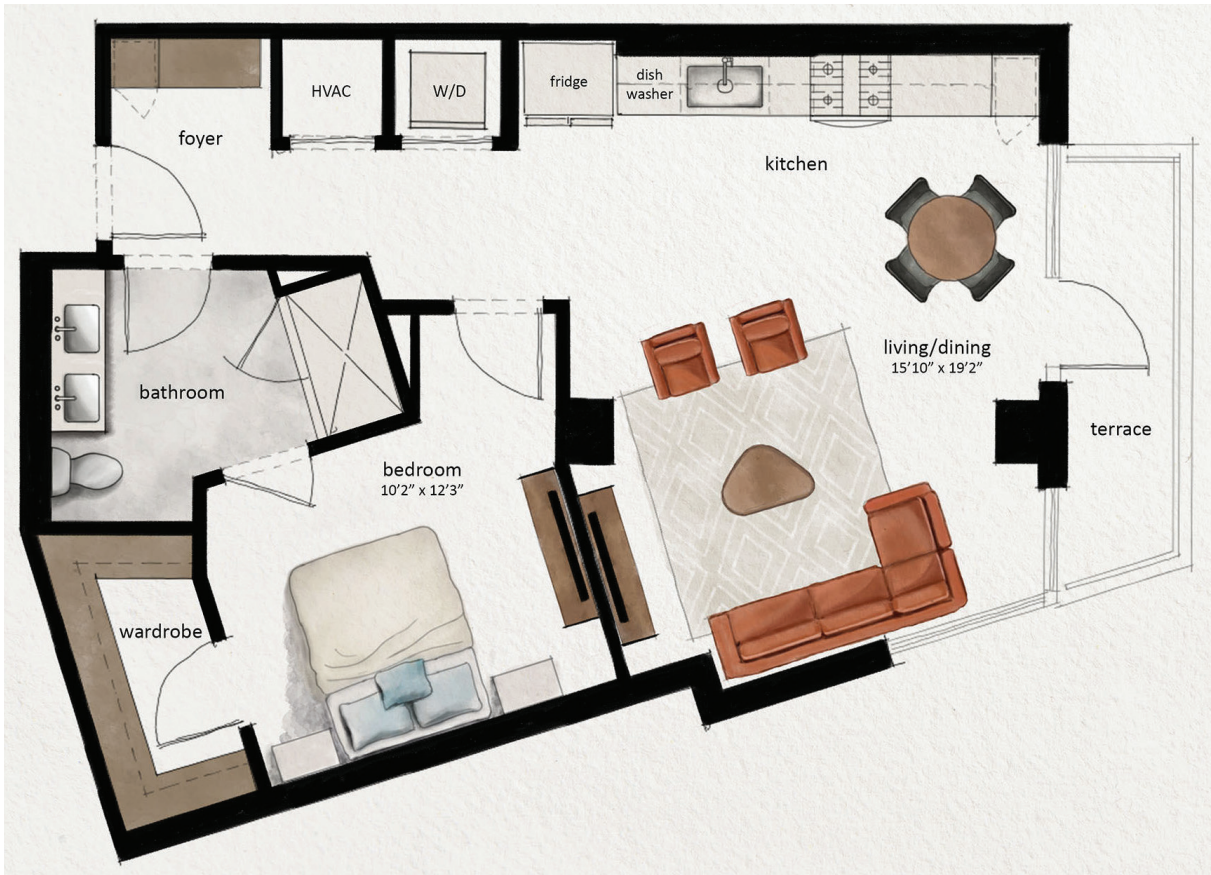 HVAC
W/D
fridge
dish
washer
foyer
kitchen
living/dining
15'10" x 19'2"
bathroom
terrace
bedroom
10'2" x 12'3"
wardrobe